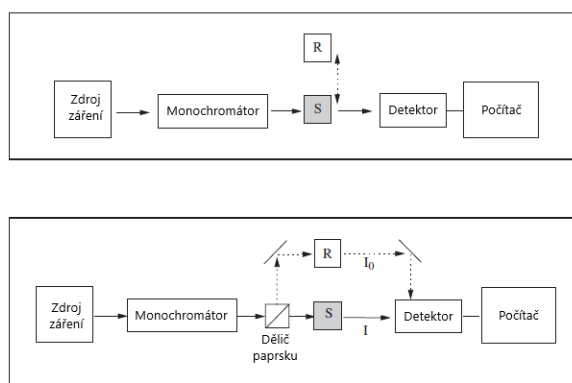 R
Zdroj
záření
Monochromátor
S
Detektor
Počítač
R
I0
Zdroj
záření
Monochromátor
S
Detektor
Počítač
I
Dělič
paprsku